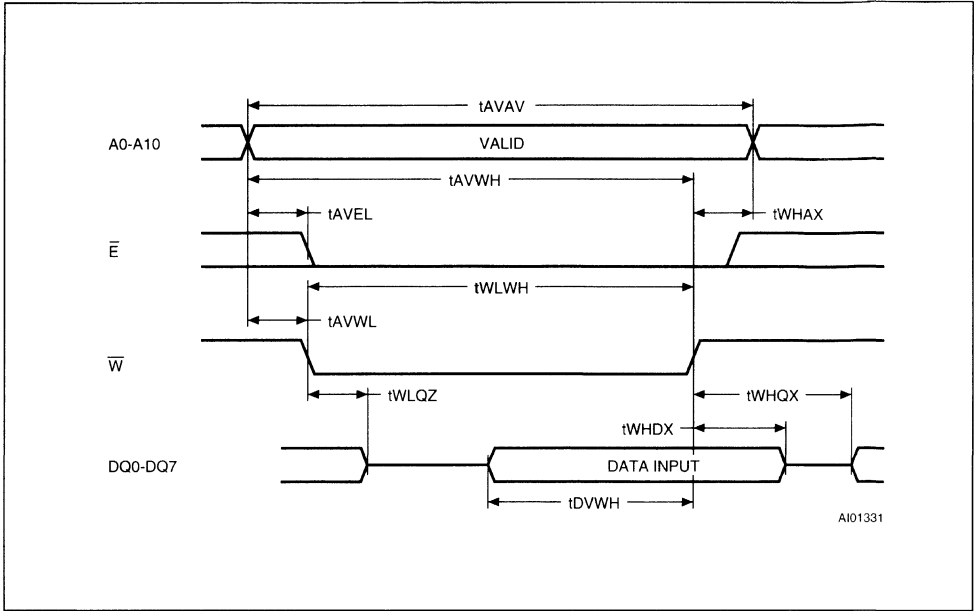 tAVAV
A0-A10
VALID
tAVWH
tAVEL
tWHAX
E̅
tWLWH
tAVWL
W̅
tWLQZ
tWHQX
tWHDX
DQ0-DQ7
DATA INPUT
tDVWH
AI01331